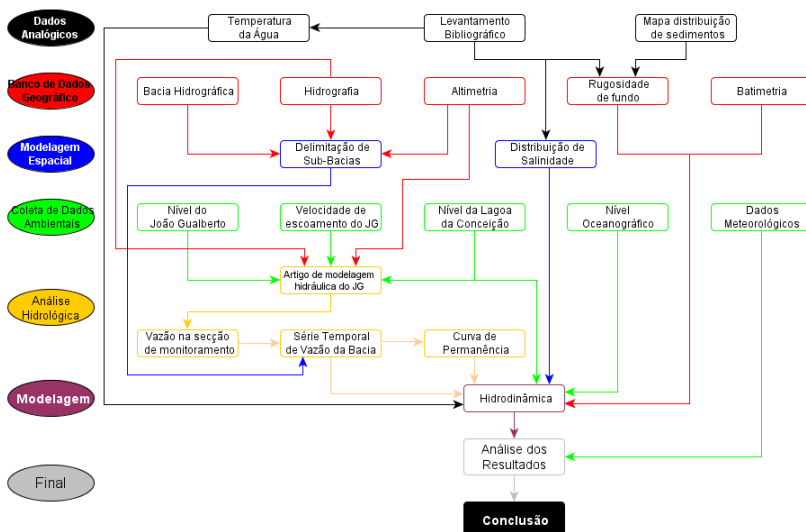 Dados
Analógicos
Temperatura
da Água
Levantamento
Bibliográfico
Mapa distribuição
de sedimentos
Banco de Dados
Geográfico
Bacia Hidrográfica
Hidrografia
Altimetria
Rugosidade
de fundo
Batimetria
Modelagem
Espacial
Delimitação de
Sub-Bacias
Distribuição
de Salinidade
Coleta de Dados
Ambientais
Nível do
João Gualberto
Velocidade de
escoamento do JG
Nível da Lagoa
da Conceição
Nível
Oceanográfico
Dados
Meteorológicos
Análise
Hidrológica
Artigo de modelagem
hidráulica do JG
Vazão na secção
de monitoramento
Série Temporal
de Vazão da Bacia
Curva de
Permanência
Modelagem
Hidrodinâmica
Análise dos
Resultados
Final
Conclusão